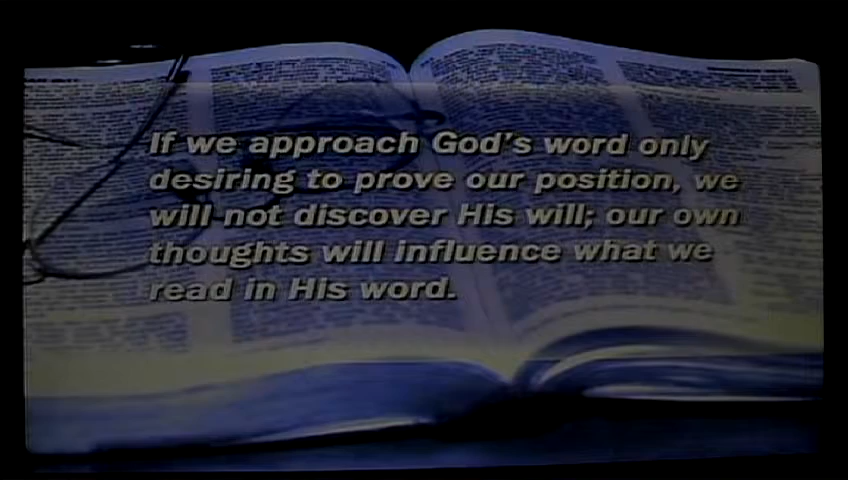 If we approach God's word only
desiring to prove our position, we
will not discover His will; our own
thoughts will influence what we
read in His word.